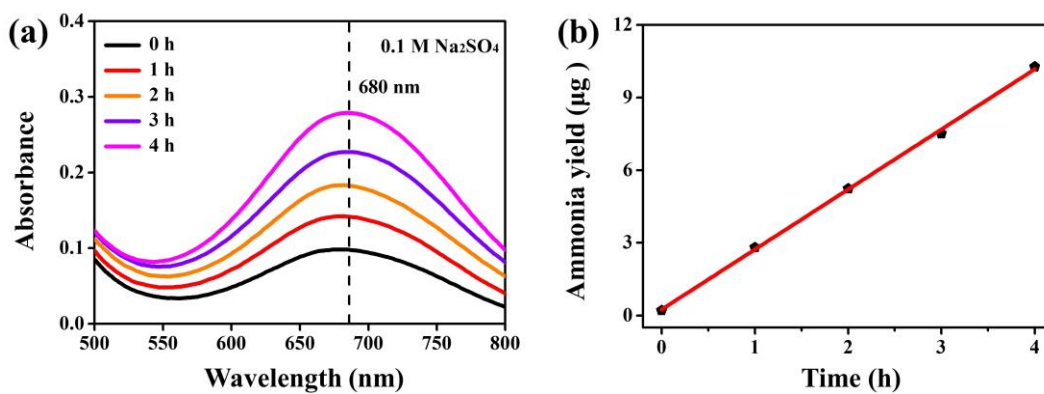 (a)
0.4
0.3
0.2
0.1
0.0
Absorbance
0 h
1 h
2 h
3 h
4 h
0.1 M Na₂SO₄
680 nm
500 550 600 650 700 750 800
Wavelength (nm)
(b)
12
9
6
3
0
Ammonia yield (µg)
0 1 2 3 4
Time (h)